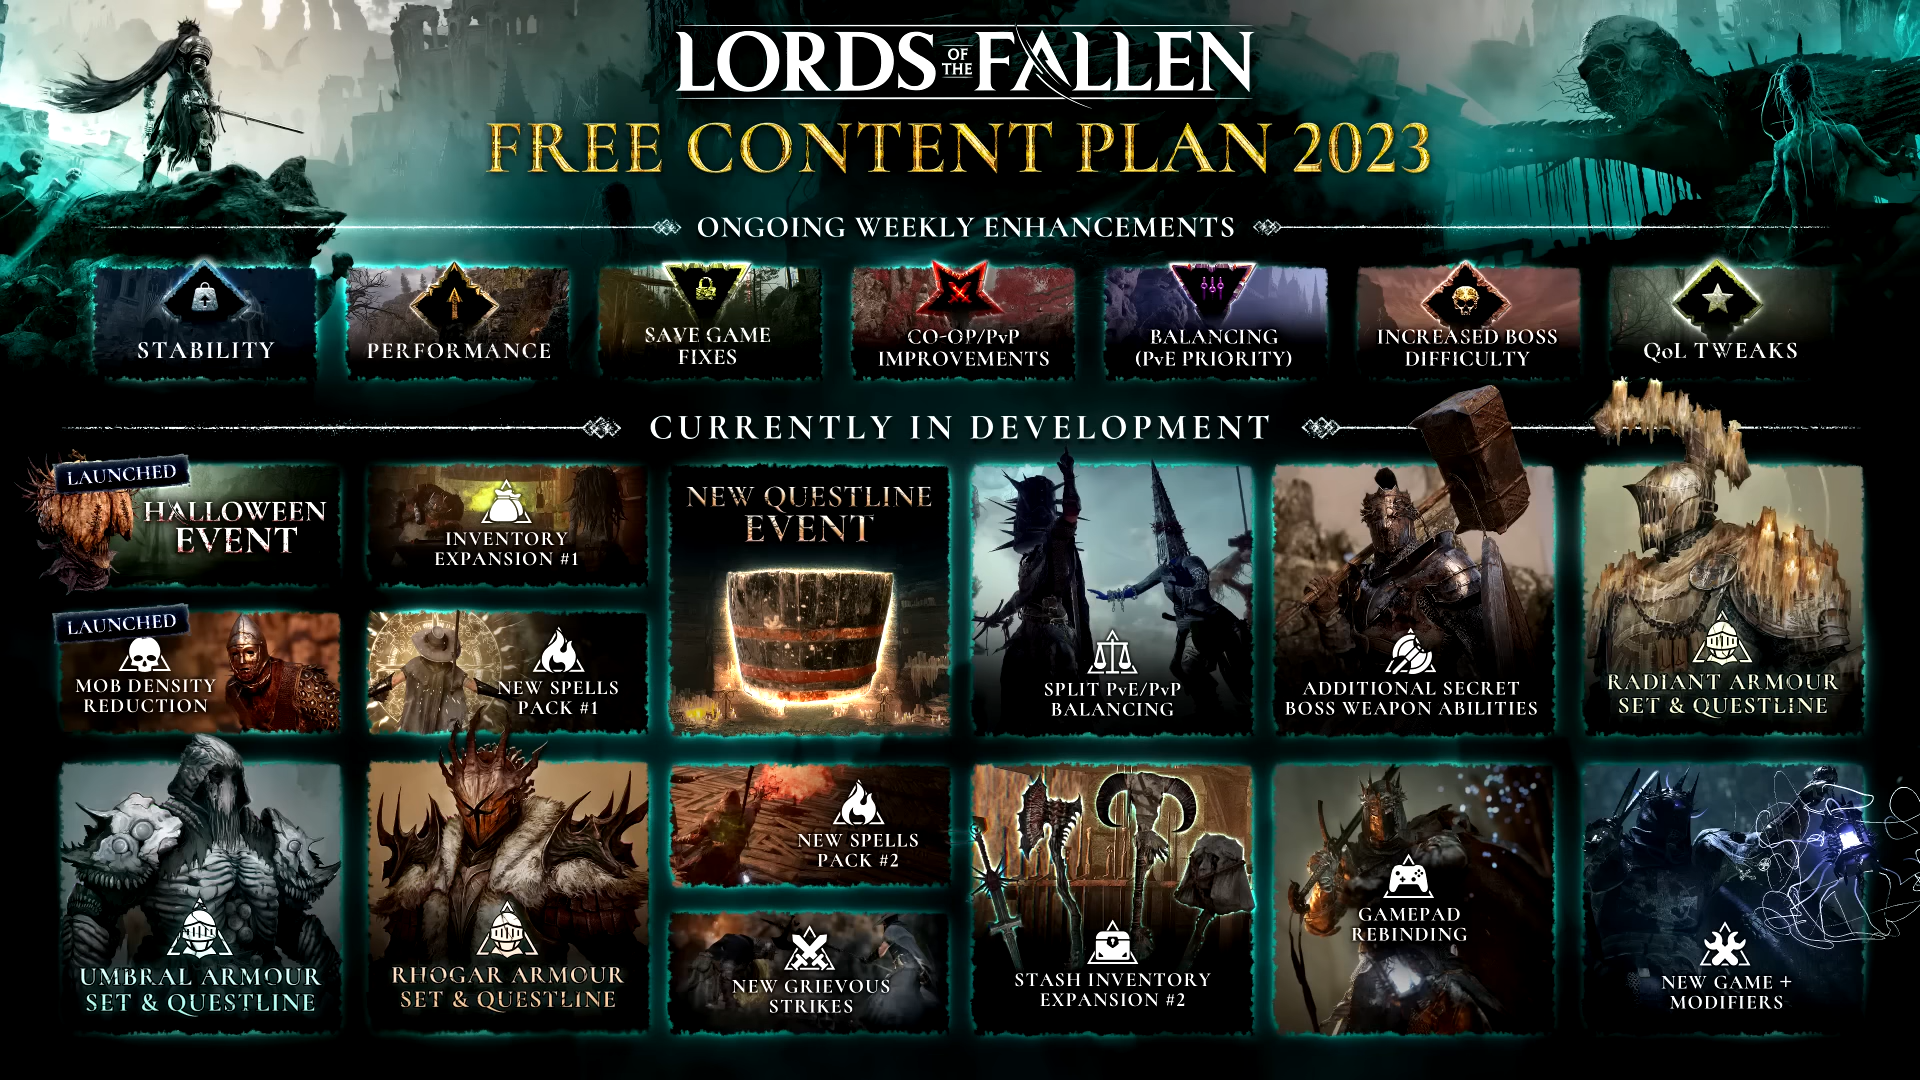 LORDS OF THE FALLEN
FREE CONTENT PLAN 2023
ONGOING WEEKLY ENHANCEMENTS
STABILITY
PERFORMANCE
SAVE GAME
FIXES
CO-OP/PvP
IMPROVEMENTS
BALANCING
(PvE PRIORITY)
INCREASED BOSS
DIFFICULTY
QoL TWEAKS
CURRENTLY IN DEVELOPMENT
LAUNCHED
HALLOWEEN
EVENT
INVENTORY
EXPANSION #1
NEW QUESTLINE
EVENT
SPLIT PvE/PvP
BALANCING
ADDITIONAL SECRET
BOSS WEAPON ABILITIES
RADIANT ARMOUR
SET & QUESTLINE
LAUNCHED
MOB DENSITY
REDUCTION
NEW SPELLS
PACK #1
UMBRAL ARMOUR
SET & QUESTLINE
RHOGAR ARMOUR
SET & QUESTLINE
NEW SPELLS
PACK #2
NEW GRIEVOUS
STRIKES
STASH INVENTORY
EXPANSION #2
GAMEPAD
REBINDING
NEW GAME +
MODIFIERS